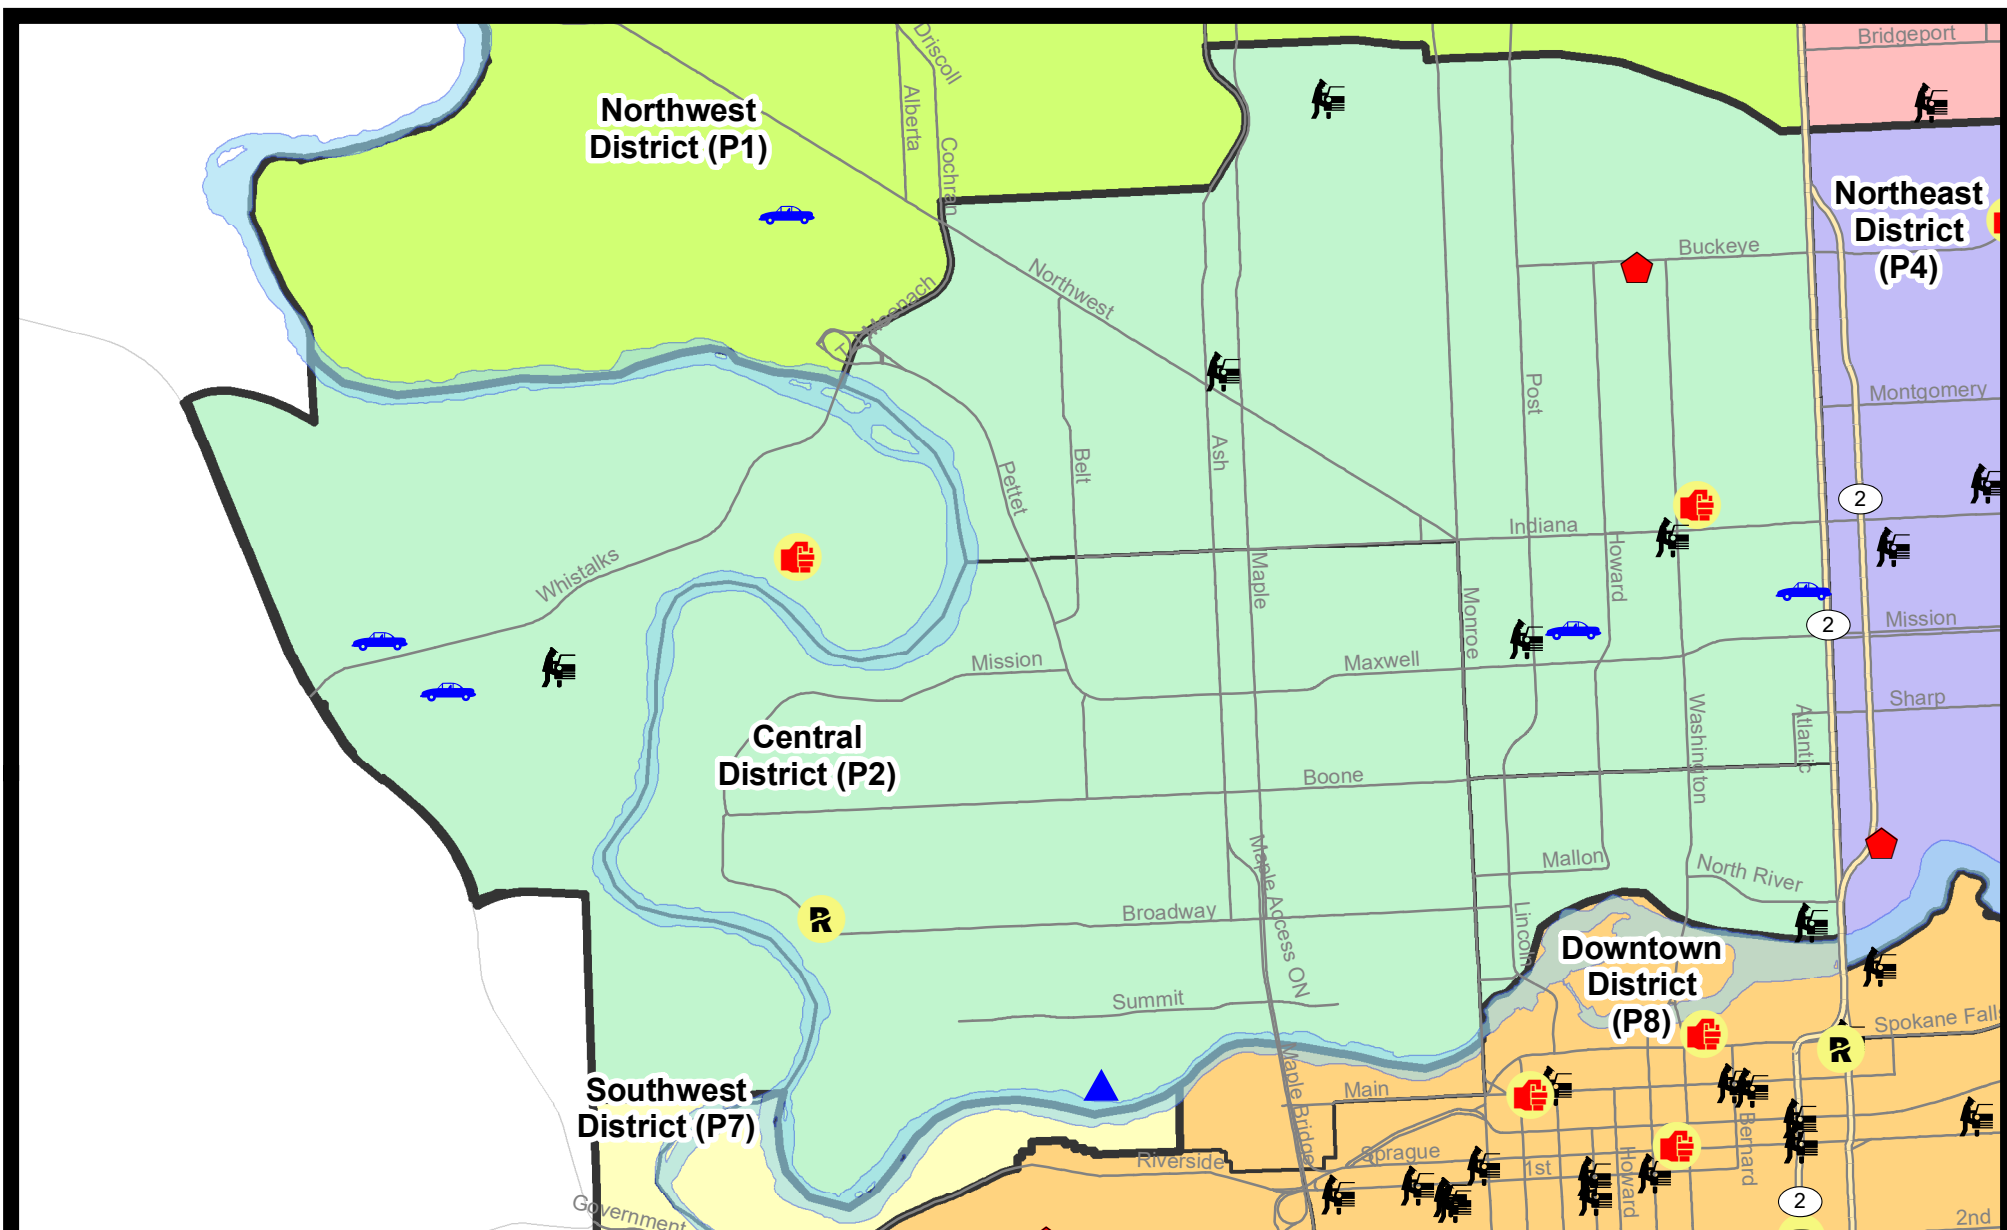 Bridgeport
Driscoll
Alberta
Cochran
Northwest
District (P1)
Northeast
District
(P4)
Buckeye
Northwest
Montgomery
Post
Ash
Belt
Pettet
2
Indiana
Howard
Whistalks
Maple
Monroe
2
Mission
Mission
Maxwell
Sharp
Washington
Atlantic
Central
District (P2)
Boone
Mallon
North River
Maple Access ON
Broadway
Lincoln
Downtown
District
(P8)
Summit
R
R
Spokane Falls
Southwest
District (P7)
Main
Maple Bridge
Bernard
Sprague
Riverside
1st
Howard
2
Government
2nd